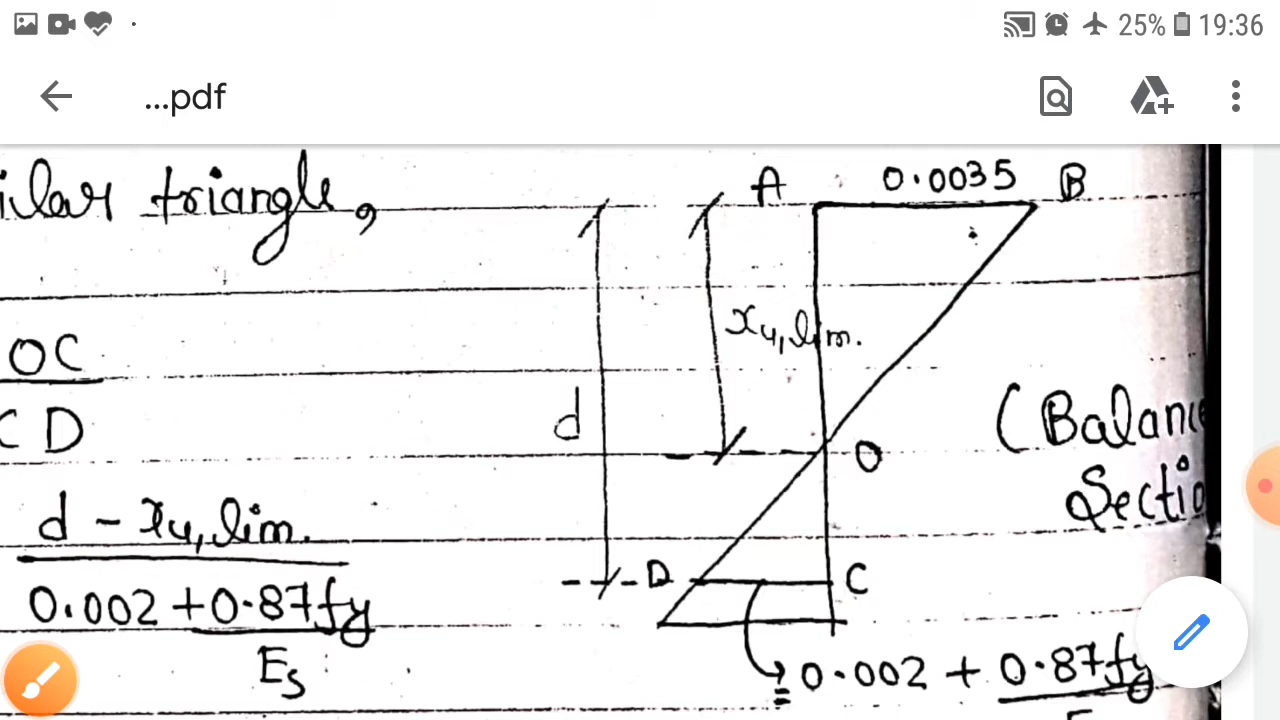 25% 19:36
...pdf
triangle,
A 0.0035 B
xu,lim.
OC
CD
d
O
(Balance
Sectio
d - xu,lim.
0.002 + 0.87fy
Es
D C
= 0.002 + 0.87fy